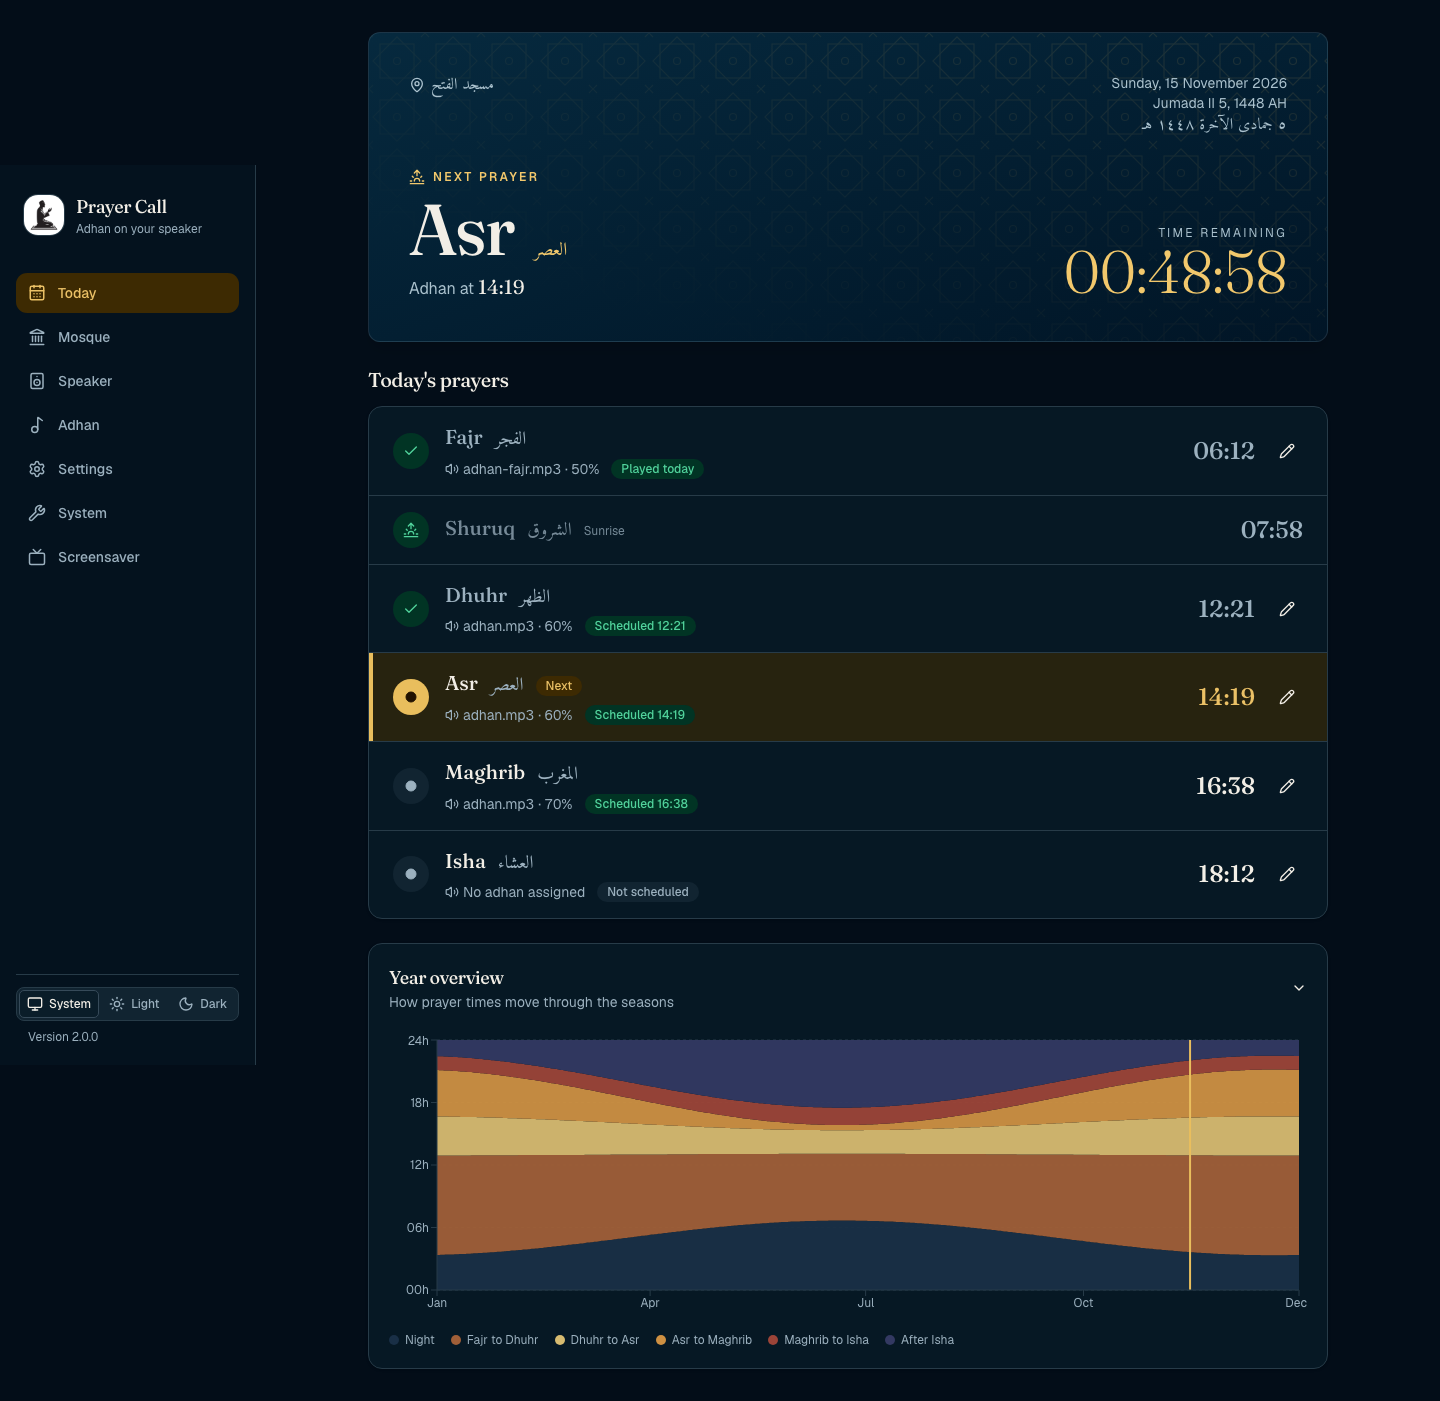 Prayer Call
Adhan on your speaker
Today
Mosque
Speaker
Adhan
Settings
System
Screensaver
System Light Dark
Version 2.0.0
مسجد الفتح
Sunday, 15 November 2026
Jumada II 5, 1448 AH
٥ جمادى الآخرة ١٤٤٨ هـ
NEXT PRAYER
Asr العصر
Adhan at 14:19
TIME REMAINING
00:48:58
Today's prayers
Fajr الفجر
adhan-fajr.mp3 · 50% Played today
06:12
Shuruq الشروق Sunrise
07:58
Dhuhr الظهر
adhan.mp3 · 60% Scheduled 12:21
12:21
Asr العصر Next
adhan.mp3 · 60% Scheduled 14:19
14:19
Maghrib المغرب
adhan.mp3 · 70% Scheduled 16:38
16:38
Isha العشاء
No adhan assigned Not scheduled
18:12
Year overview
How prayer times move through the seasons
24h
18h
12h
06h
00h
Jan Apr Jul Oct Dec
Night Fajr to Dhuhr Dhuhr to Asr Asr to Maghrib Maghrib to Isha After Isha